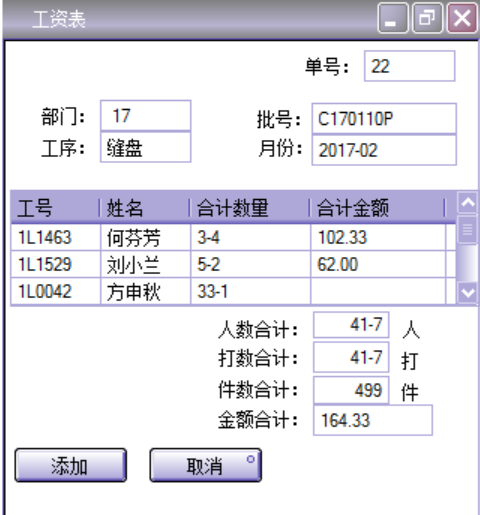 工资表
单号： 22
部门： 17 批号： C170110P
工序： 缝盘 月份： 2017-02
工号 姓名 合计数量 合计金额
1L1463 何芬芳 3-4 102.33
1L1529 刘小兰 5-2 62.00
1L0042 方申秋 33-1
人数合计： 41-7 人
打数合计： 41-7 打
件数合计： 499 件
金额合计： 164.33
添加 取消